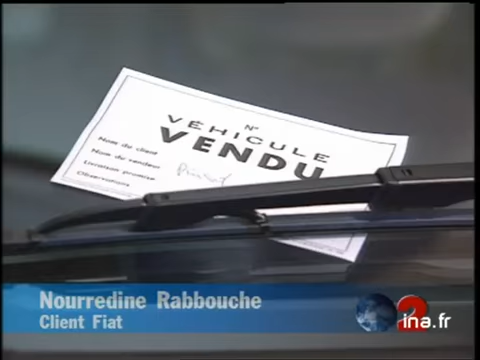 N°
VÉHICULE
VENDU
Nom du client
Nom du vendeur
Livraison promise
Observations
Nourredine Rabbouche
Client Fiat
2
ina.fr